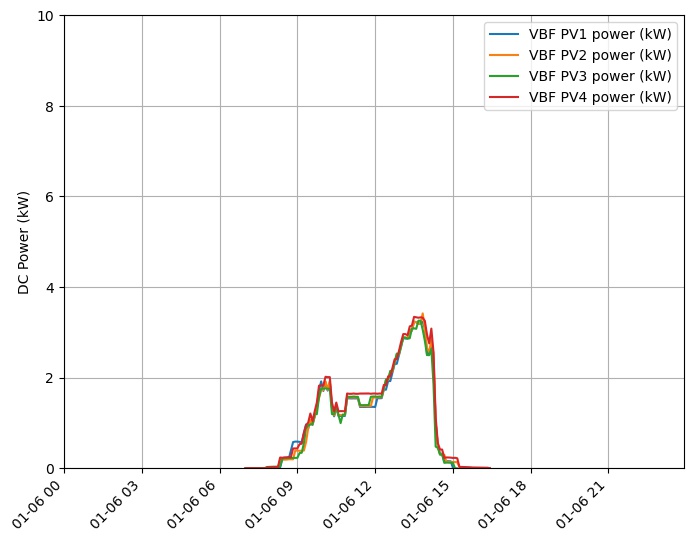 10
8
6
4
2
0
DC Power (kW)
VBF PV1 power (kW)
VBF PV2 power (kW)
VBF PV3 power (kW)
VBF PV4 power (kW)
01-06 00
01-06 03
01-06 06
01-06 09
01-06 12
01-06 15
01-06 18
01-06 21